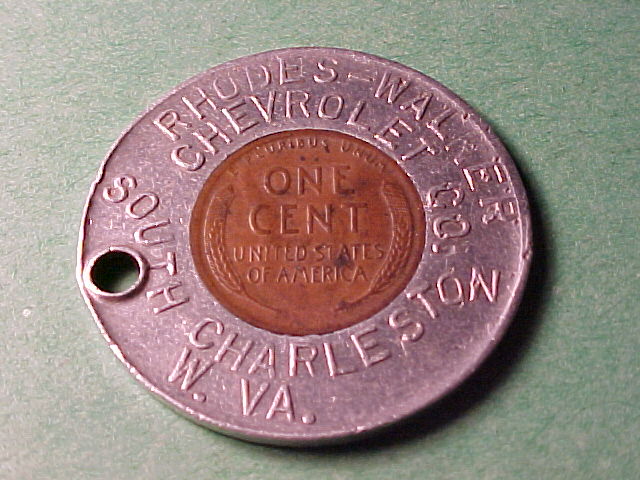 RHODES-WALKER
CHEVROLET CO.
E PLURIBUS UNUM
ONE
CENT
UNITED STATES
OF AMERICA
SOUTH CHARLESTON
W. VA.